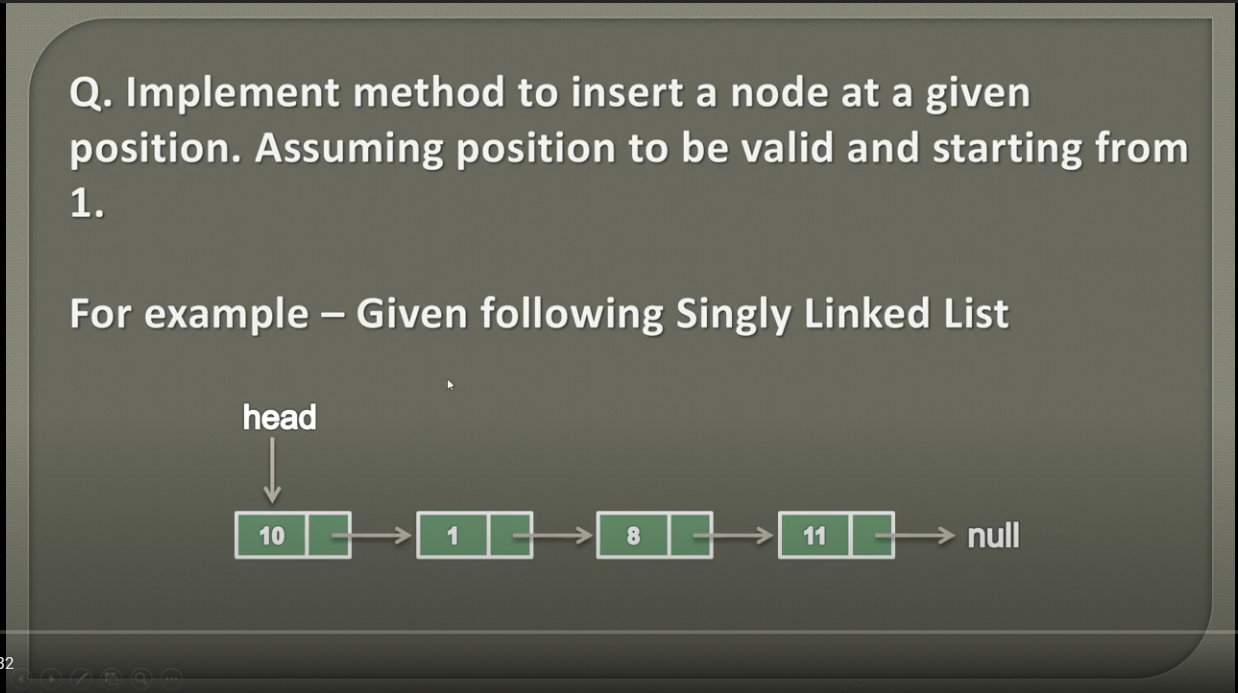 Q. Implement method to insert a node at a given
position. Assuming position to be valid and starting from
1.
For example – Given following Singly Linked List
head
10 1 8 11 null
32